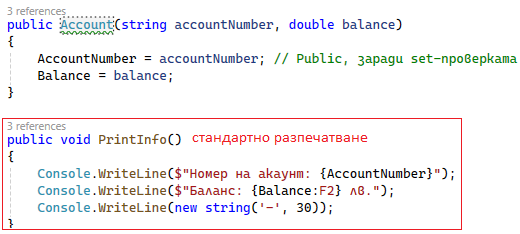 3 references
public Account(string accountNumber, double balance)
{
AccountNumber = accountNumber; // Public, заради set-проверката
Balance = balance;
}
3 references
public void PrintInfo() стандартно разпечатване
{
Console.WriteLine($"Номер на акаунт: {AccountNumber}");
Console.WriteLine($"Баланс: {Balance:F2} лв.");
Console.WriteLine(new string('-', 30));
}